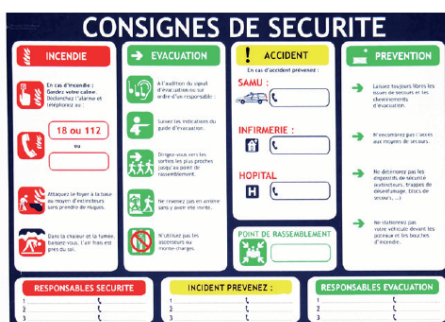 CONSIGNES DE SECURITE
INCENDIE
En cas d'incendie :
Gardez votre calme.
Déclenchez l'alarme et
téléphonez au :
18 ou 112
ou
Attaquez le foyer à la base
au moyen d'extincteurs
sans prendre de risques.
Dans la chaleur et la fumée,
baissez-vous, l'air frais est
près du sol.
EVACUATION
A l'audition du signal
d'évacuation ou sur
ordre d'un responsable :
Suivez les indications du
guide d'évacuation.
Dirigez-vous vers les
sorties les plus proches
jusqu'au point de
rassemblement.
Ne revenez pas en arrière
sans y avoir été invité.
N'utilisez pas les
ascenseurs ou
monte-charges.
ACCIDENT
En cas d'accident prévenez :
SAMU :
INFIRMERIE :
HOPITAL
H
POINT DE RASSEMBLEMENT
PREVENTION
Laissez toujours libres les
issues de secours et les
cheminements
d'évacuation.
N'encombrez pas l'accès
aux moyens de secours.
Ne détériorez pas les
dispositifs de sécurité
(extincteurs, trappes de
désenfumage, blocs de
secours, ...)
Ne stationnez pas
votre véhicule devant les
poteaux et les bouches
d'incendie.
RESPONSABLES SECURITE
1
2
3
INCIDENT PREVENEZ :
1
2
3
RESPONSABLES EVACUATION
1
2
3